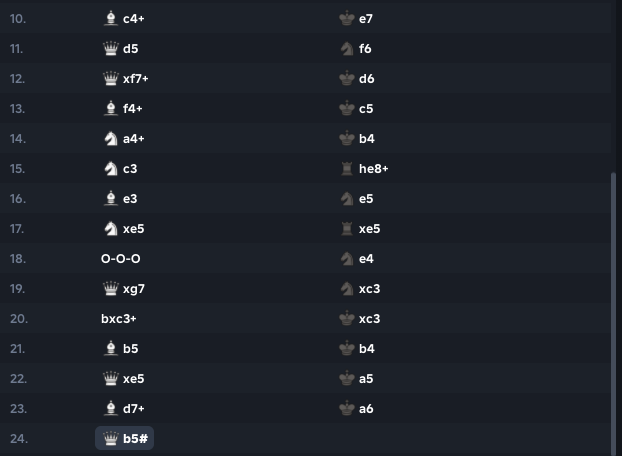 10. c4+ e7
11. d5 f6
12. xf7+ d6
13. f4+ c5
14. a4+ b4
15. c3 he8+
16. e3 e5
17. xe5 xe5
18. O-O-O e4
19. xg7 xc3
20. bxc3+ xc3
21. b5 b4
22. xe5 a5
23. d7+ a6
24. b5#